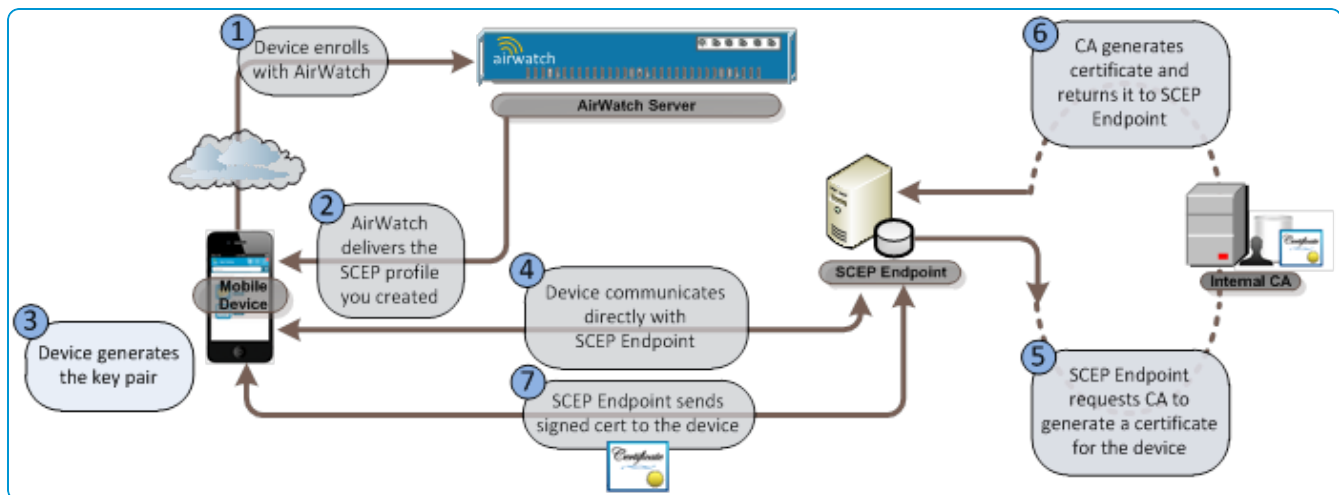 1
Device enrolls
with AirWatch
airwatch
AirWatch Server
2
AirWatch
delivers the
SCEP profile
you created
Mobile
Device
3
Device generates
the key pair
4
Device communicates
directly with
SCEP Endpoint
SCEP Endpoint
5
SCEP Endpoint
requests CA to
generate a certificate
for the device
Internal CA
Certificate
6
CA generates
certificate and
returns it to SCEP
Endpoint
7
SCEP Endpoint sends
signed cert to the device
Certificate